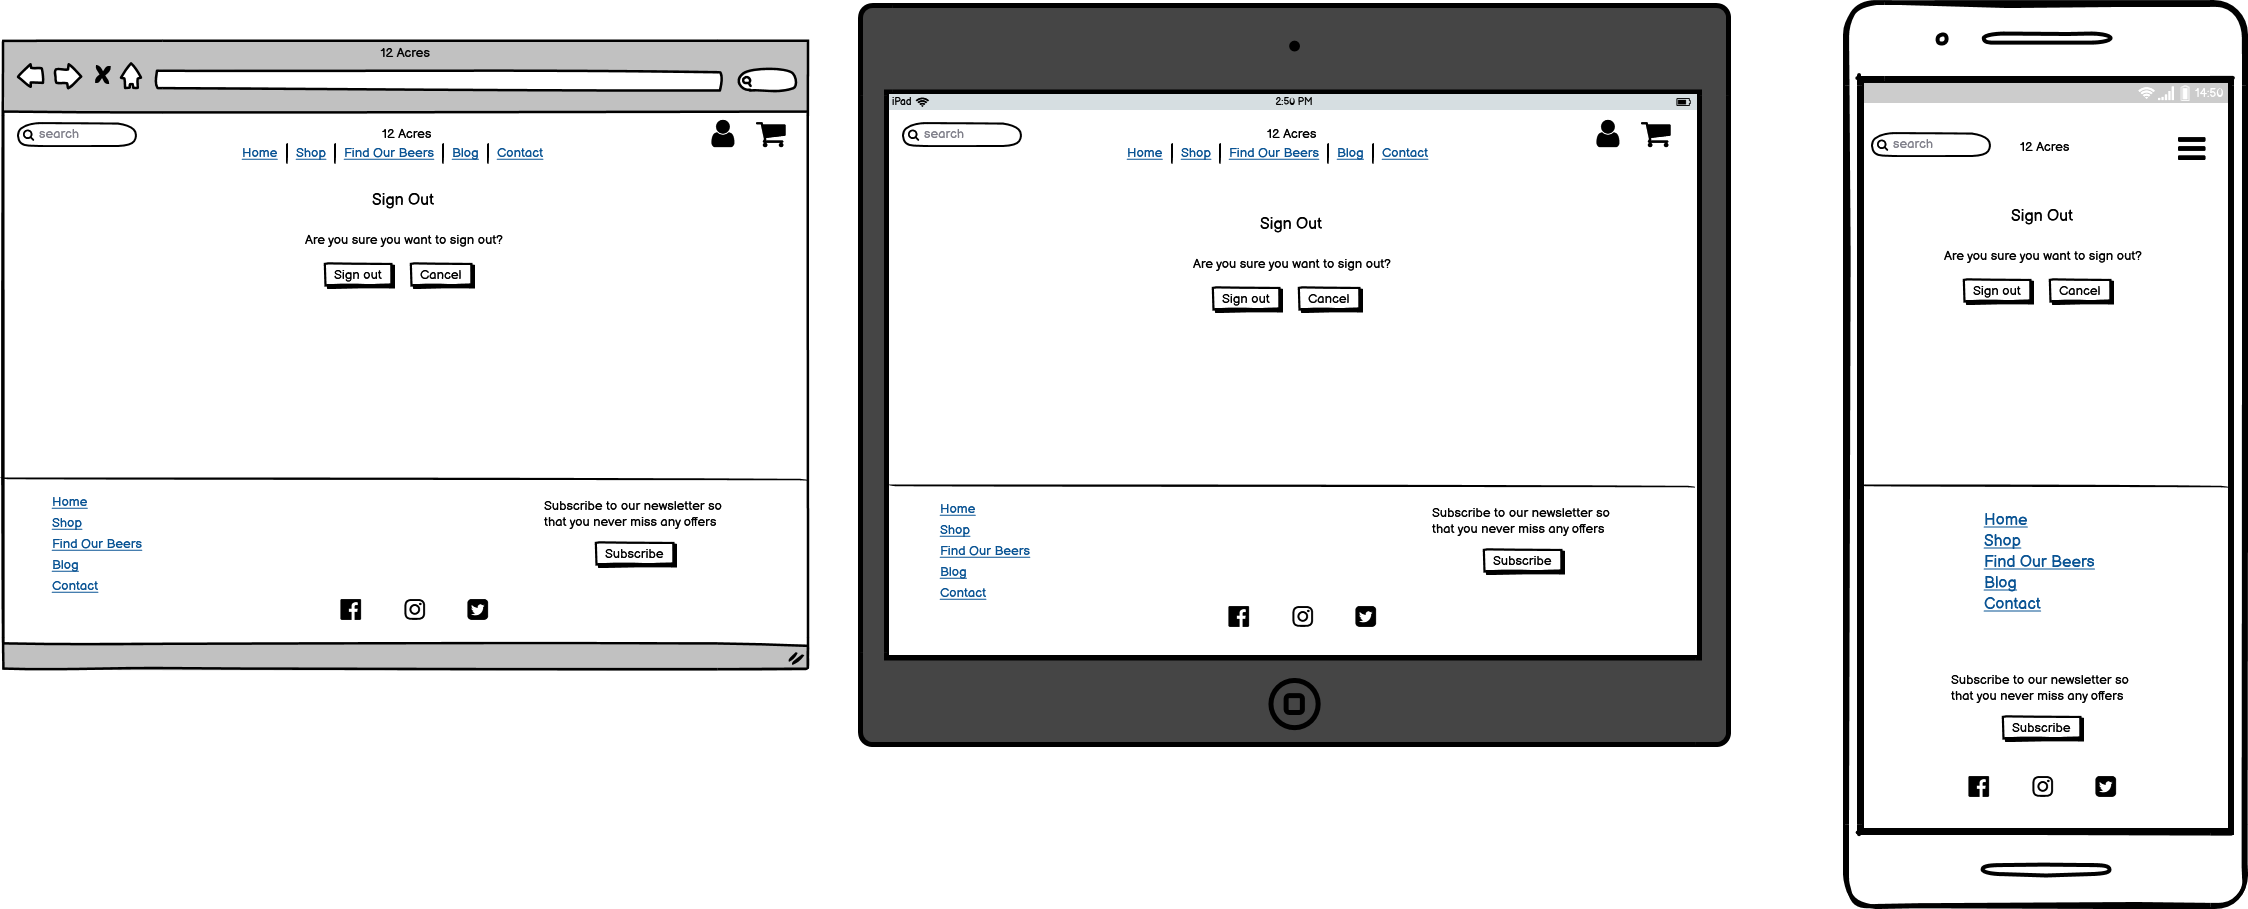 12 Acres
search
12 Acres
Home Shop Find Our Beers Blog Contact
Sign Out
Are you sure you want to sign out?
Sign out Cancel
Home
Shop
Find Our Beers
Blog
Contact
Subscribe to our newsletter so
that you never miss any offers
Subscribe
iPad 2:50 PM
search
12 Acres
Home Shop Find Our Beers Blog Contact
Sign Out
Are you sure you want to sign out?
Sign out Cancel
Home
Shop
Find Our Beers
Blog
Contact
Subscribe to our newsletter so
that you never miss any offers
Subscribe
14:50
search 12 Acres
Sign Out
Are you sure you want to sign out?
Sign out Cancel
Home
Shop
Find Our Beers
Blog
Contact
Subscribe to our newsletter so
that you never miss any offers
Subscribe